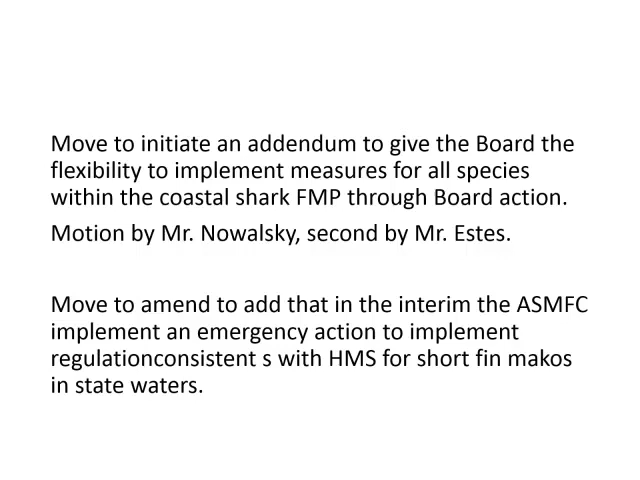 Move to initiate an addendum to give the Board the
flexibility to implement measures for all species
within the coastal shark FMP through Board action.
Motion by Mr. Nowalsky, second by Mr. Estes.
Move to amend to add that in the interim the ASMFC
implement an emergency action to implement
regulationconsistent s with HMS for short fin makos
in state waters.